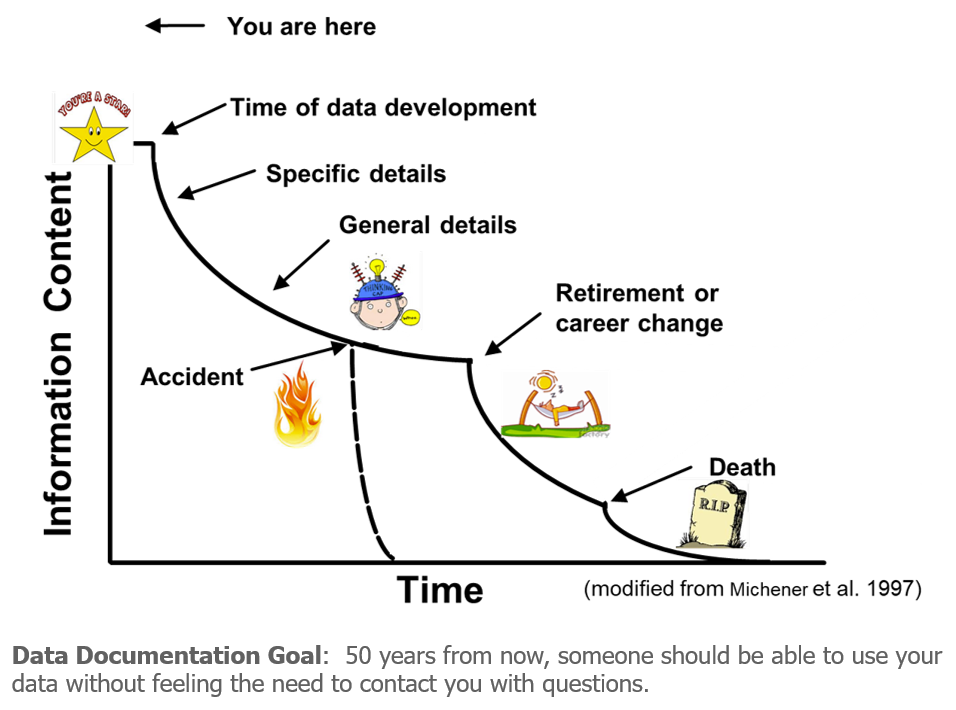 You are here
YOU'RE A STAR!
Time of data development
Specific details
General details
THINKING
CAP
Retirement or
career change
Accident
Information Content
Death
R.I.P
Time
(modified from Michener et al. 1997)
Data Documentation Goal:  50 years from now, someone should be able to use your
data without feeling the need to contact you with questions.